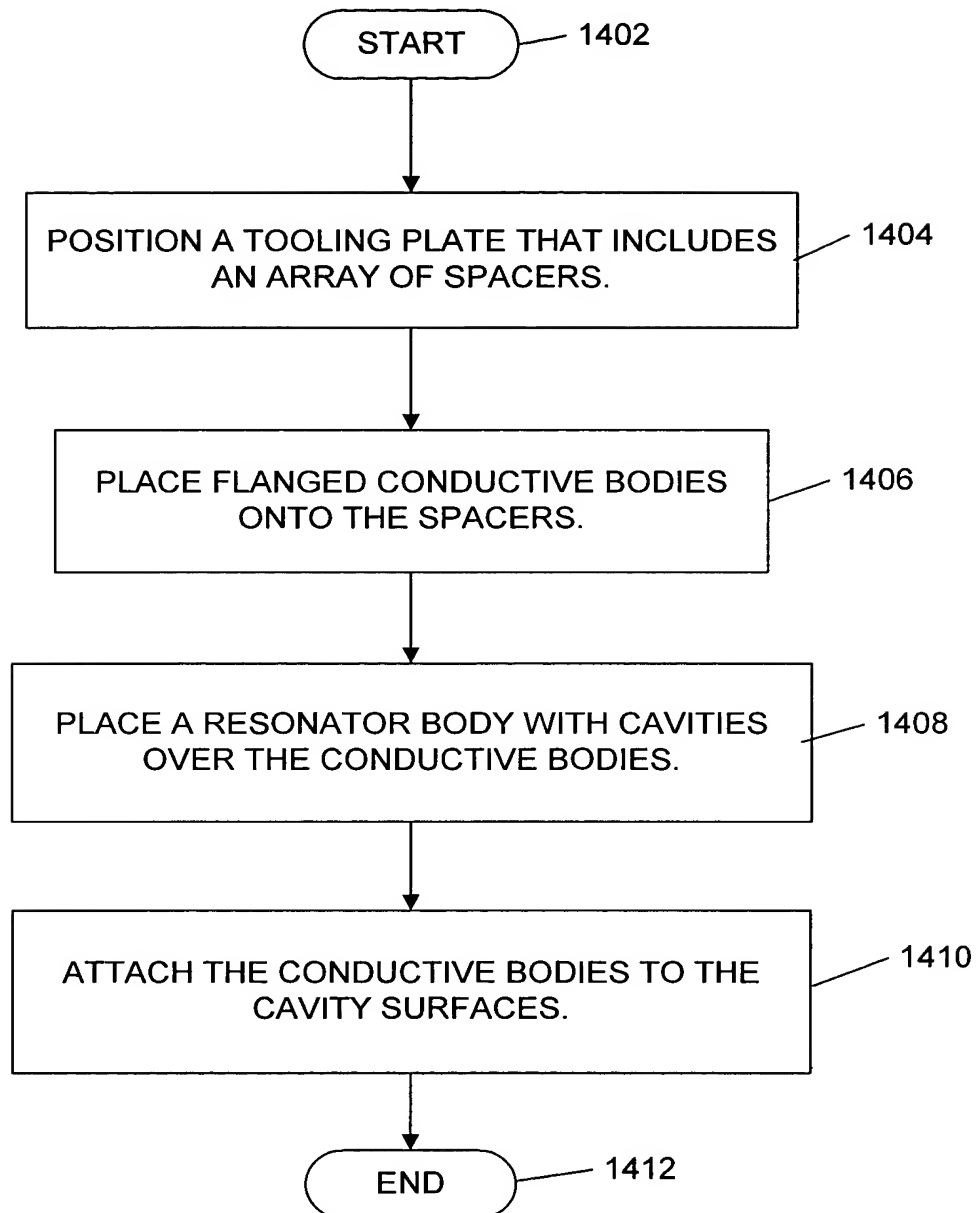 START
1402
POSITION A TOOLING PLATE THAT INCLUDES
AN ARRAY OF SPACERS.
1404
PLACE FLANGED CONDUCTIVE BODIES
ONTO THE SPACERS.
1406
PLACE A RESONATOR BODY WITH CAVITIES
OVER THE CONDUCTIVE BODIES.
1408
ATTACH THE CONDUCTIVE BODIES TO THE
CAVITY SURFACES.
1410
END
1412